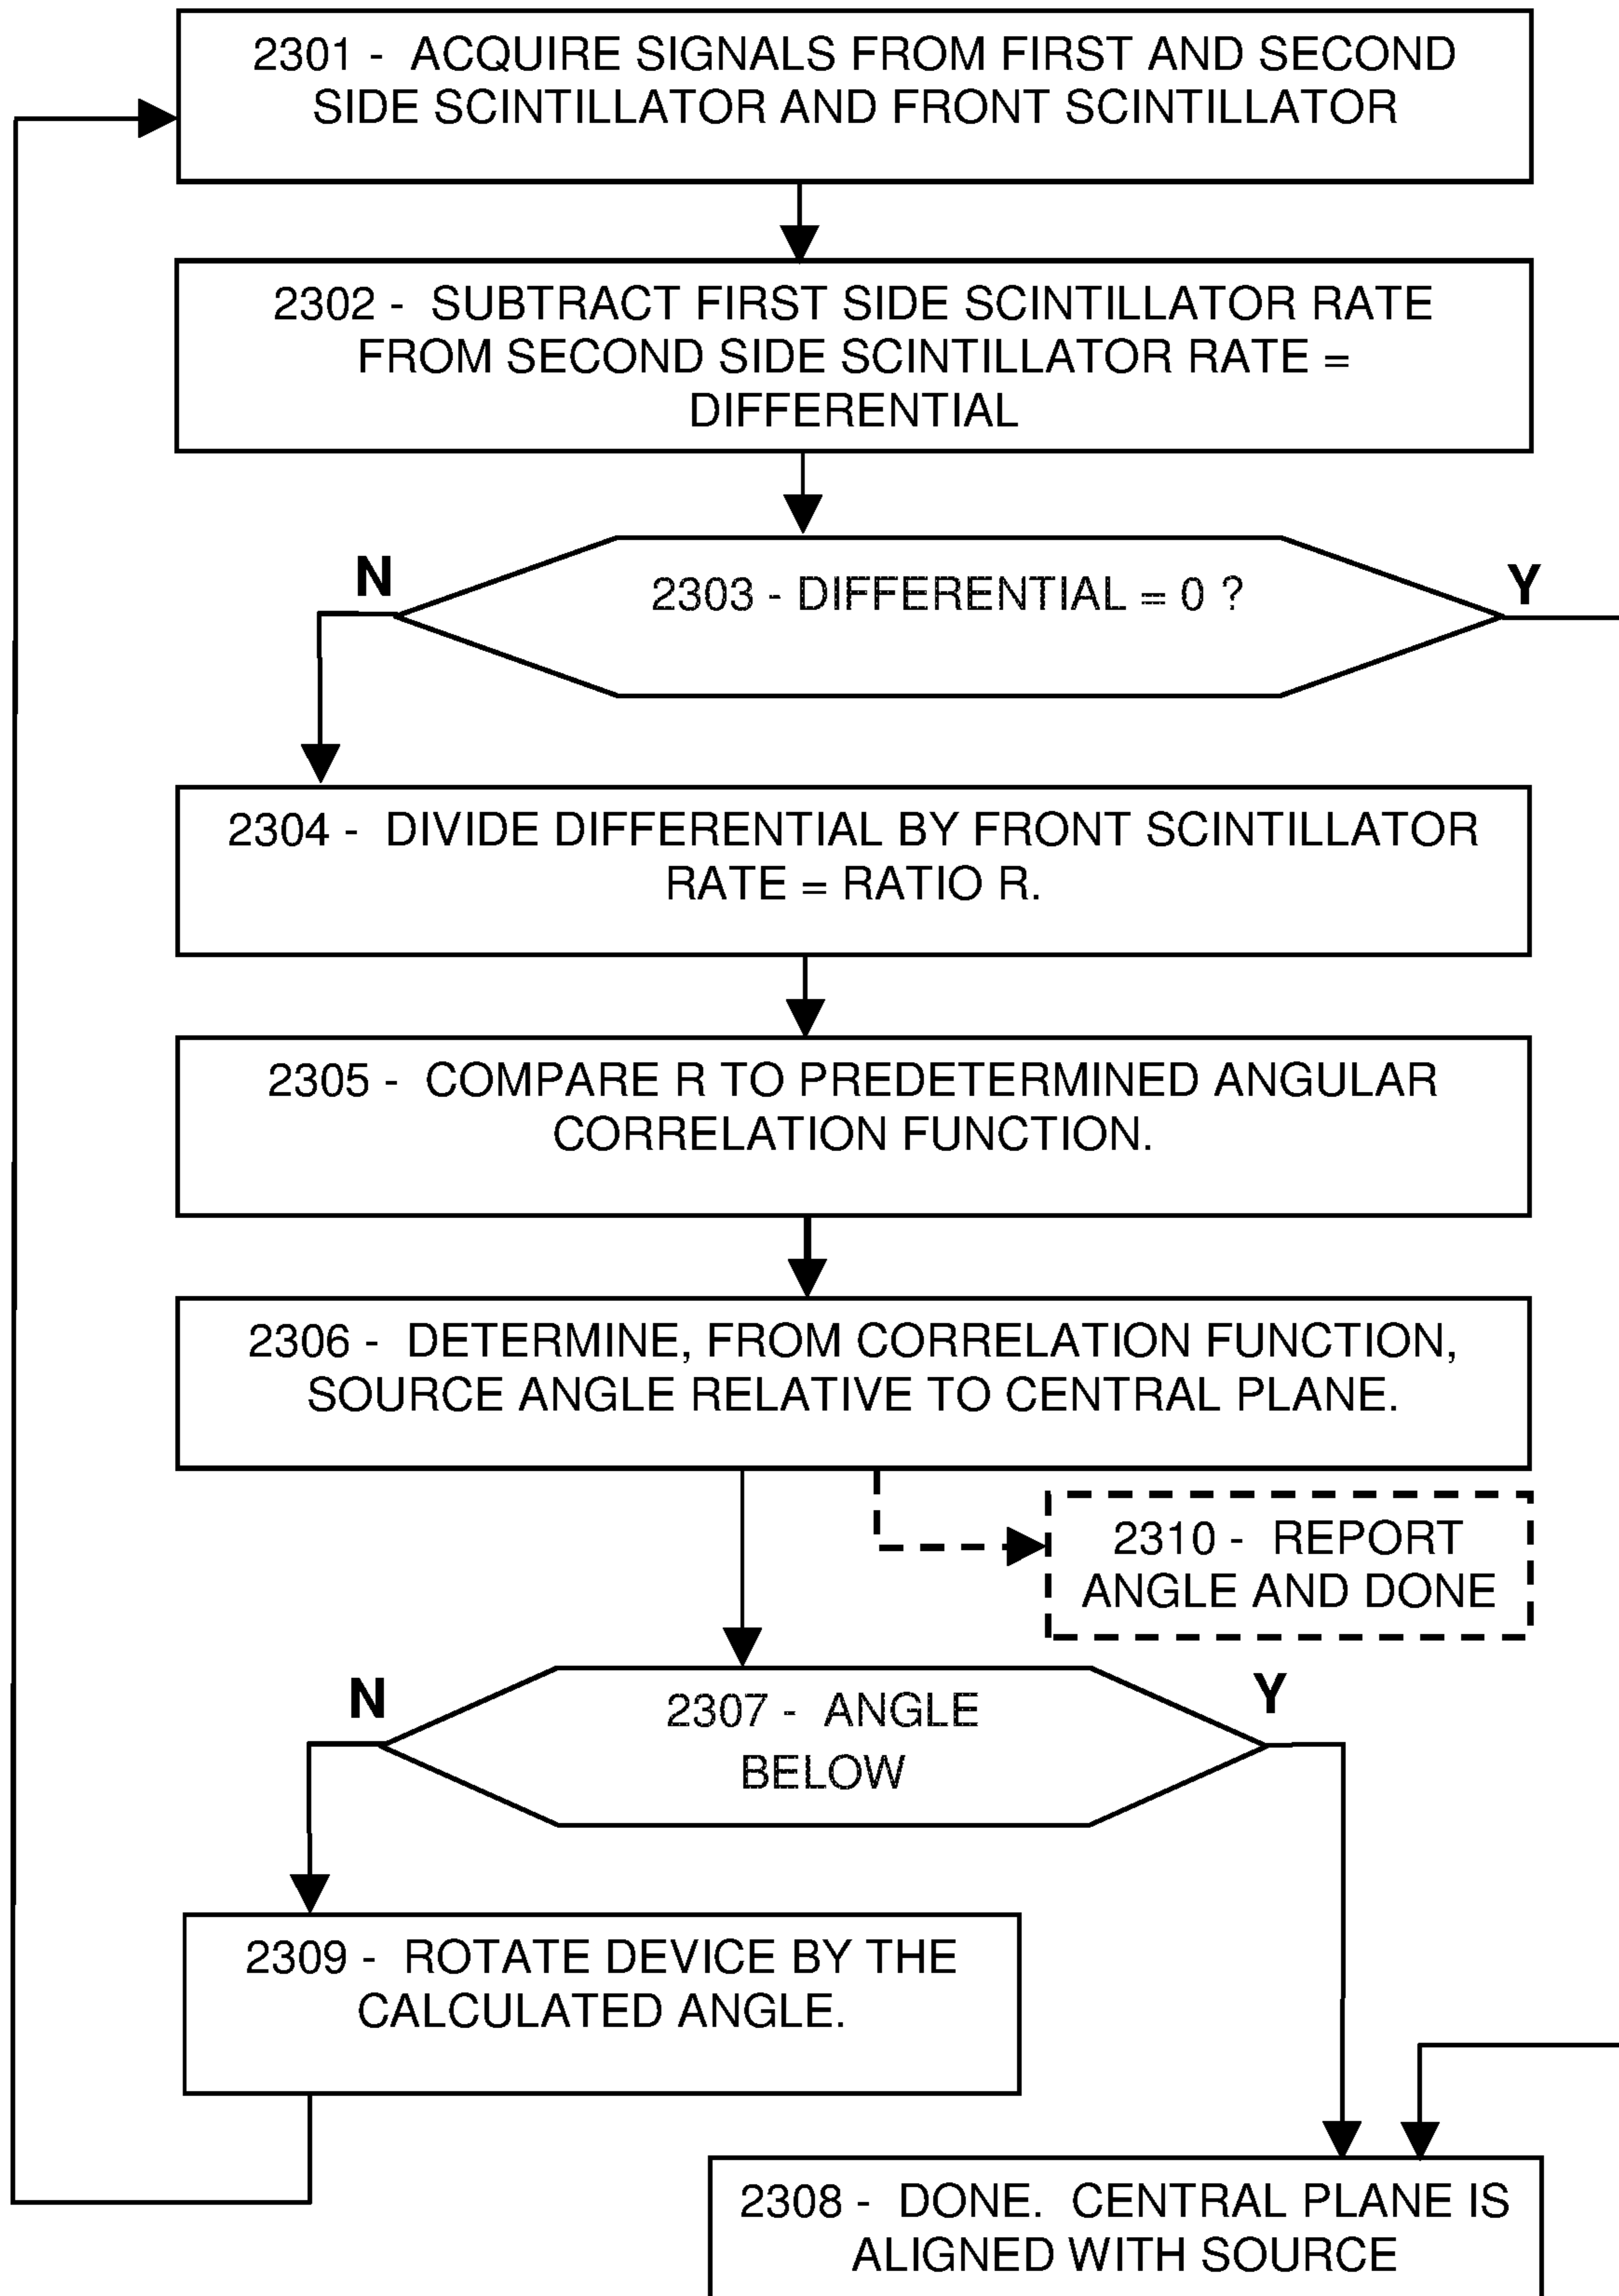 2301 - ACQUIRE SIGNALS FROM FIRST AND SECOND
SIDE SCINTILLATOR AND FRONT SCINTILLATOR
2302 - SUBTRACT FIRST SIDE SCINTILLATOR RATE
FROM SECOND SIDE SCINTILLATOR RATE =
DIFFERENTIAL
N
2303 - DIFFERENTIAL = 0 ?
Y
2304 - DIVIDE DIFFERENTIAL BY FRONT SCINTILLATOR
RATE = RATIO R.
2305 - COMPARE R TO PREDETERMINED ANGULAR
CORRELATION FUNCTION.
2306 - DETERMINE, FROM CORRELATION FUNCTION,
SOURCE ANGLE RELATIVE TO CENTRAL PLANE.
2310 - REPORT
ANGLE AND DONE
N
2307 - ANGLE
BELOW
Y
2309 - ROTATE DEVICE BY THE
CALCULATED ANGLE.
2308 - DONE. CENTRAL PLANE IS
ALIGNED WITH SOURCE